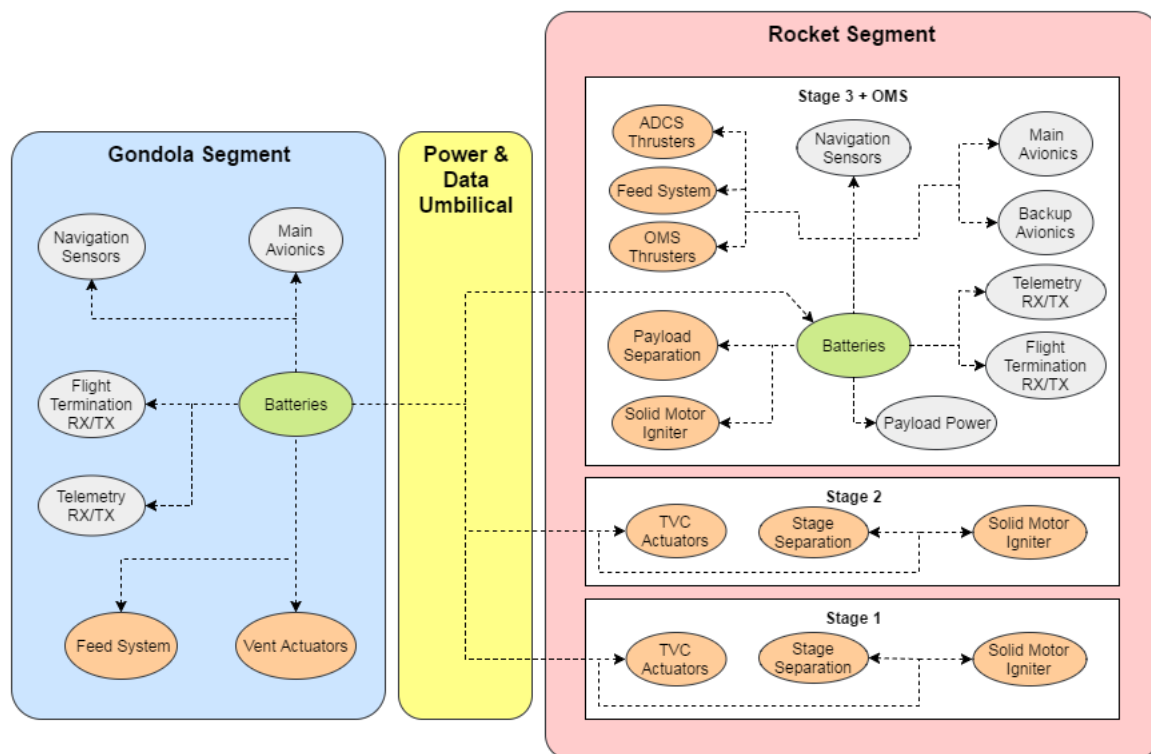 Rocket Segment
Stage 3 + OMS
ADCS
Thrusters
Navigation
Sensors
Main
Avionics
Feed System
Backup
Avionics
OMS
Thrusters
Telemetry
RX/TX
Payload
Separation
Batteries
Flight
Termination
RX/TX
Solid Motor
Igniter
Payload Power
Stage 2
TVC
Actuators
Stage
Separation
Solid Motor
Igniter
Stage 1
TVC
Actuators
Stage
Separation
Solid Motor
Igniter
Gondola Segment
Navigation
Sensors
Main
Avionics
Flight
Termination
RX/TX
Batteries
Telemetry
RX/TX
Feed System
Vent Actuators
Power &
Data
Umbilical